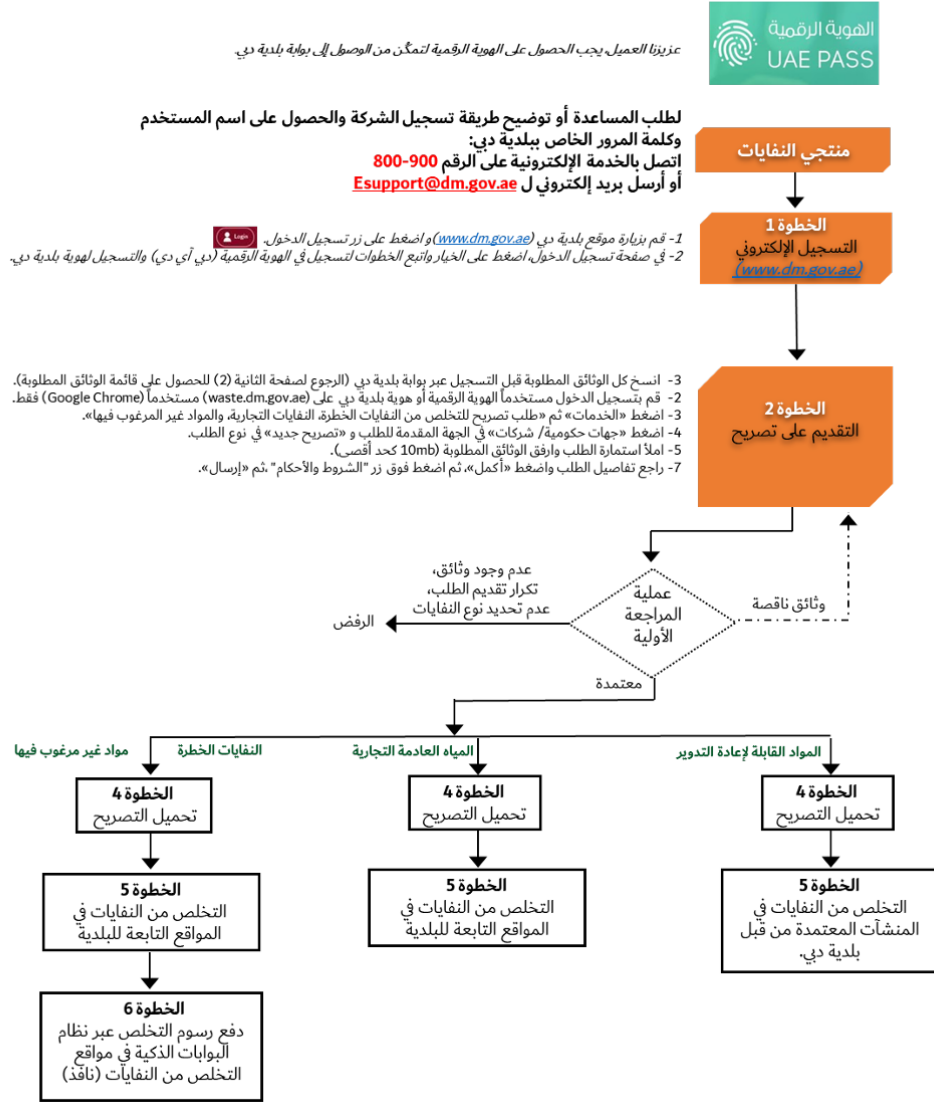 الهوية الرقمية
UAE PASS
عزيزنا العميل، يجب الحصول على الهوية الرقمية لتمكّن من الوصول إلى بوابة بلدية دبي.
لطلب المساعدة أو توضيح طريقة تسجيل الشركة والحصول على اسم المستخدم
وكلمة المرور الخاص ببلدية دبي:
اتصل بالخدمة الإلكترونية على الرقم 900-800
أو أرسل بريد إلكتروني ل Esupport@dm.gov.ae
منتجي النفايات
الخطوة 1
التسجيل الإلكتروني
(www.dm.gov.ae)
1- قم بزيارة موقع بلدية دبي (www.dm.gov.ae) و اضغط على زر تسجيل الدخول. Login
2- في صفحة تسجيل الدخول، اضغط على الخيار واتبع الخطوات لتسجيل في الهوية الرقمية (دبي آي دي) والتسجيل لهوية بلدية دبي.
الخطوة 2
التقديم على تصريح
3- انسخ كل الوثائق المطلوبة قبل التسجيل عبر بوابة بلدية دبي (الرجوع لصفحة الثانية (2) للحصول على قائمة الوثائق المطلوبة).
2- قم بتسجيل الدخول مستخدماً الهوية الرقمية أو هوية بلدية دبي على (waste.dm.gov.ae) مستخدماً (Google Chrome) فقط.
3- اضغط «الخدمات» ثم «طلب تصريح للتخلص من النفايات الخطرة، النفايات التجارية، والمواد غير المرغوب فيها».
4- اضغط «جهات حكومية/ شركات» في الجهة المقدمة للطلب و «تصريح جديد» في نوع الطلب.
5- املأ استمارة الطلب وارفق الوثائق المطلوبة (10mb كحد أقصى).
7- راجع تفاصيل الطلب واضغط «أكمل»، ثم اضغط فوق زر "الشروط والأحكام" ،ثم «إرسال».
عملية
المراجعة
الأولية
وثائق ناقصة
عدم وجود وثائق،
تكرار تقديم الطلب،
عدم تحديد نوع النفايات
الرفض
معتمدة
المواد القابلة لإعادة التدوير
المياه العادمة التجارية
النفايات الخطرة
مواد غير مرغوب فيها
الخطوة 4
تحميل التصريح
الخطوة 4
تحميل التصريح
الخطوة 4
تحميل التصريح
الخطوة 5
التخلص من النفايات في
المنشآت المعتمدة من قبل
بلدية دبي.
الخطوة 5
التخلص من النفايات في
المواقع التابعة للبلدية
الخطوة 5
التخلص من النفايات في
المواقع التابعة للبلدية
الخطوة 6
دفع رسوم التخلص عبر نظام
البوابات الذكية في مواقع
التخلص من النفايات (نافذ)